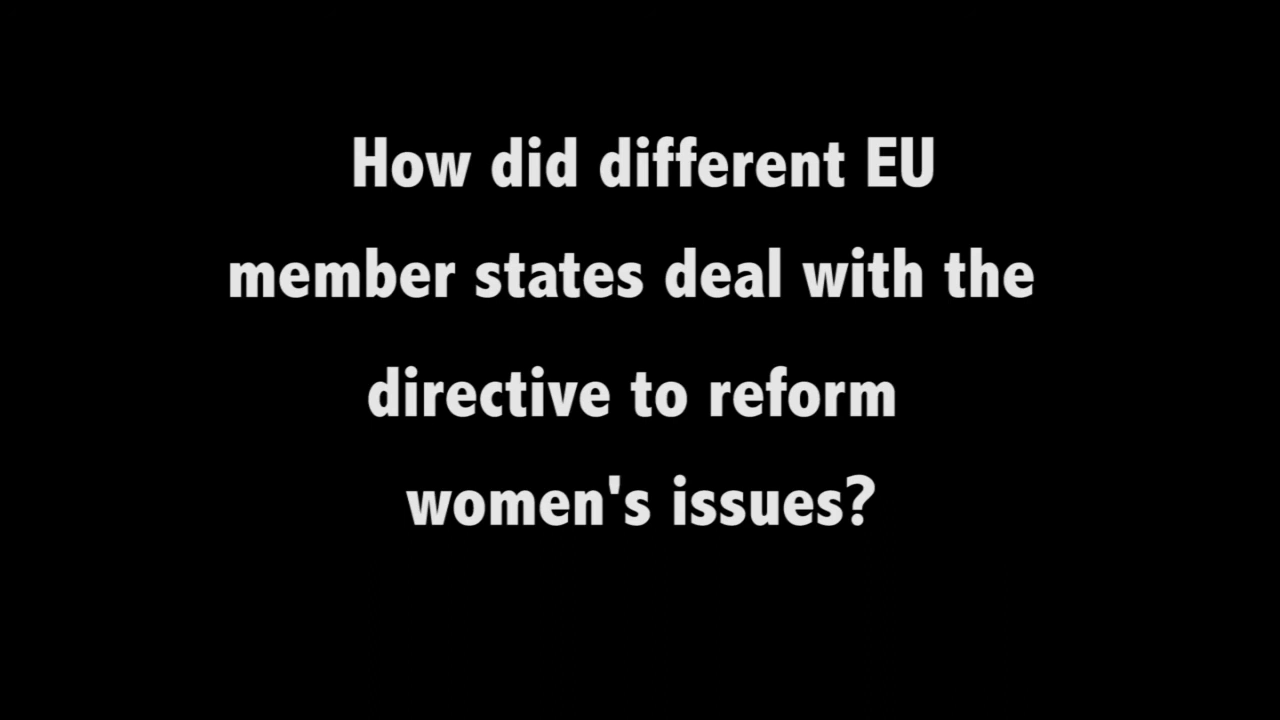 How did different EU
member states deal with the
directive to reform
women's issues?